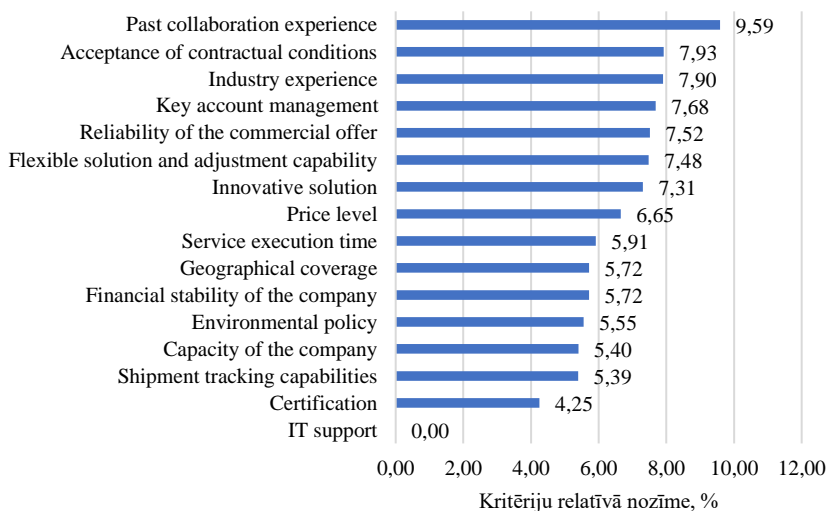 Past collaboration experience 9,59
Acceptance of contractual conditions 7,93
Industry experience 7,90
Key account management 7,68
Reliability of the commercial offer 7,52
Flexible solution and adjustment capability 7,48
Innovative solution 7,31
Price level 6,65
Service execution time 5,91
Geographical coverage 5,72
Financial stability of the company 5,72
Environmental policy 5,55
Capacity of the company 5,40
Shipment tracking capabilities 5,39
Certification 4,25
IT support 0,00
0,00 2,00 4,00 6,00 8,00 10,00 12,00
Kritēriju relatīvā nozīme, %